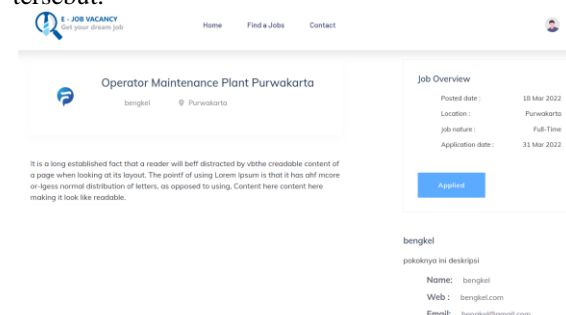 tersebut.
E - JOB VACANCY
Get your dream job
Home Find a Jobs Contact
Operator Maintenance Plant Purwakarta
bengkel Purwakarta
It is a long established fact that a reader will beff distracted by vbthe creadable content of
a page when looking at its layout. The pointf of using Lorem Ipsum is that it has ahf mcore
or-lgess normal distribution of letters, as opposed to using, Content here content here
making it look like readable.
Job Overview
Posted date : 18 Mar 2022
Location : Purwakarta
Job nature : Full-Time
Application date : 31 Mar 2022
Applied
bengkel
pokoknya ini deskripsi
Name: bengkel
Web : bengkel.com
Email: bengkel@gmail.com